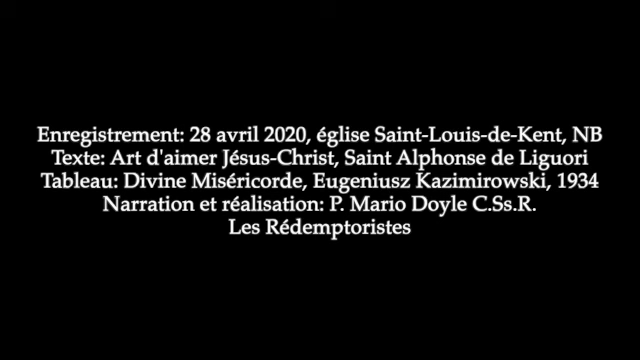 Enregistrement: 28 avril 2020, église Saint-Louis-de-Kent, NB
Texte: Art d'aimer Jésus-Christ, Saint Alphonse de Liguori
Tableau: Divine Miséricorde, Eugeniusz Kazimirowski, 1934
Narration et réalisation: P. Mario Doyle C.Ss.R.
Les Rédemptoristes